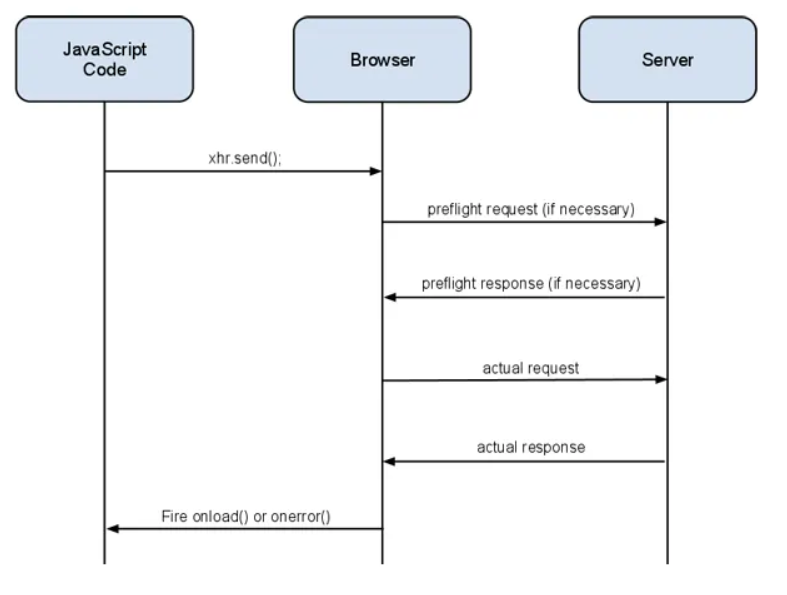 JavaScript
Code
Browser
Server
xhr.send();
preflight request (if necessary)
preflight response (if necessary)
actual request
actual response
Fire onload() or onerror()